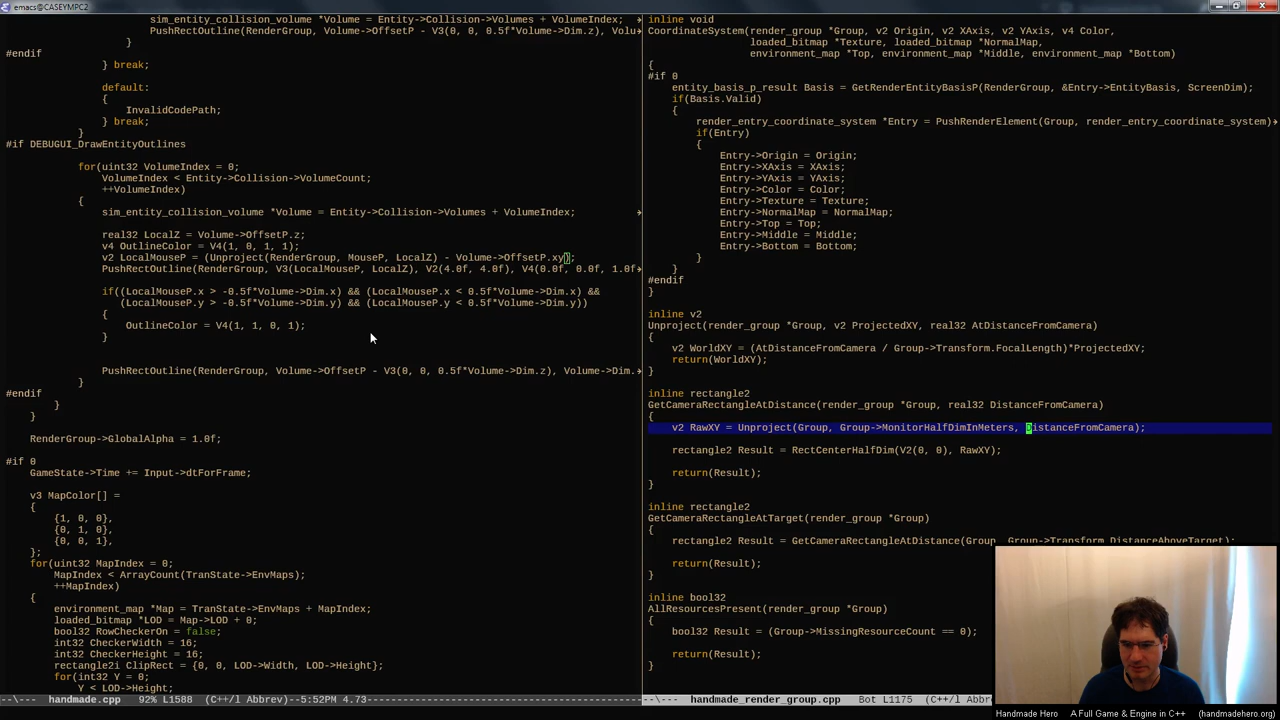 emacs@CASEYMPC2
sim_entity_collision_volume *Volume = Entity->Collision->Volumes + VolumeIndex;
PushRectOutline(RenderGroup, Volume->OffsetP - V3(0, 0, 0.5f*Volume->Dim.z), Volu
}
#endif
} break;
default:
{
InvalidCodePath;
} break;
}
#if DEBUGUI_DrawEntityOutlines
for(uint32 VolumeIndex = 0;
VolumeIndex < Entity->Collision->VolumeCount;
++VolumeIndex)
{
sim_entity_collision_volume *Volume = Entity->Collision->Volumes + VolumeIndex;
real32 LocalZ = Volume->OffsetP.z;
v4 OutlineColor = V4(1, 0, 1, 1);
v2 LocalMouseP = (Unproject(RenderGroup, MouseP, LocalZ) - Volume->OffsetP.xy);
PushRectOutline(RenderGroup, V3(LocalMouseP, LocalZ), V2(4.0f, 4.0f), V4(0.0f, 0.0f, 1.0f
if((LocalMouseP.x > -0.5f*Volume->Dim.x) && (LocalMouseP.x < 0.5f*Volume->Dim.x) &&
(LocalMouseP.y > -0.5f*Volume->Dim.y) && (LocalMouseP.y < 0.5f*Volume->Dim.y))
{
OutlineColor = V4(1, 1, 0, 1);
}
PushRectOutline(RenderGroup, Volume->OffsetP - V3(0, 0, 0.5f*Volume->Dim.z), Volume->Dim.
}
#endif
}
}
RenderGroup->GlobalAlpha = 1.0f;
#if 0
GameState->Time += Input->dtForFrame;
v3 MapColor[] =
{
{1, 0, 0},
{0, 1, 0},
{0, 0, 1},
};
for(uint32 MapIndex = 0;
MapIndex < ArrayCount(TranState->EnvMaps);
++MapIndex)
{
environment_map *Map = TranState->EnvMaps + MapIndex;
loaded_bitmap *LOD = Map->LOD + 0;
bool32 RowCheckerOn = false;
int32 CheckerWidth = 16;
int32 CheckerHeight = 16;
rectangle2i ClipRect = {0, 0, LOD->Width, LOD->Height};
for(int32 Y = 0;
Y < LOD->Height;
--\--- handmade.cpp 92% L1588 (C++/l Abbrev)--5:52PM 4.73
inline void
CoordinateSystem(render_group *Group, v2 Origin, v2 XAxis, v2 YAxis, v4 Color,
loaded_bitmap *Texture, loaded_bitmap *NormalMap,
environment_map *Top, environment_map *Middle, environment_map *Bottom)
{
#if 0
entity_basis_p_result Basis = GetRenderEntityBasisP(RenderGroup, &Entry->EntityBasis, ScreenDim);
if(Basis.Valid)
{
render_entry_coordinate_system *Entry = PushRenderElement(Group, render_entry_coordinate_system)
if(Entry)
{
Entry->Origin = Origin;
Entry->XAxis = XAxis;
Entry->YAxis = YAxis;
Entry->Color = Color;
Entry->Texture = Texture;
Entry->NormalMap = NormalMap;
Entry->Top = Top;
Entry->Middle = Middle;
Entry->Bottom = Bottom;
}
}
#endif
}
inline v2
Unproject(render_group *Group, v2 ProjectedXY, real32 AtDistanceFromCamera)
{
v2 WorldXY = (AtDistanceFromCamera / Group->Transform.FocalLength)*ProjectedXY;
return(WorldXY);
}
inline rectangle2
GetCameraRectangleAtDistance(render_group *Group, real32 DistanceFromCamera)
{
v2 RawXY = Unproject(Group, Group->MonitorHalfDimInMeters, DistanceFromCamera);
rectangle2 Result = RectCenterHalfDim(V2(0, 0), RawXY);
return(Result);
}
inline rectangle2
GetCameraRectangleAtTarget(render_group *Group)
{
rectangle2 Result = GetCameraRectangleAtDistance(Group, Group->Transform.DistanceAboveTarget);
return(Result);
}
inline bool32
AllResourcesPresent(render_group *Group)
{
bool32 Result = (Group->MissingResourceCount == 0);
return(Result);
}
--\--- handmade_render_group.cpp Bot L1175 (C++/l Abbrev)
Handmade Hero A Full Game & Engine in C++ (handmadehero.org)